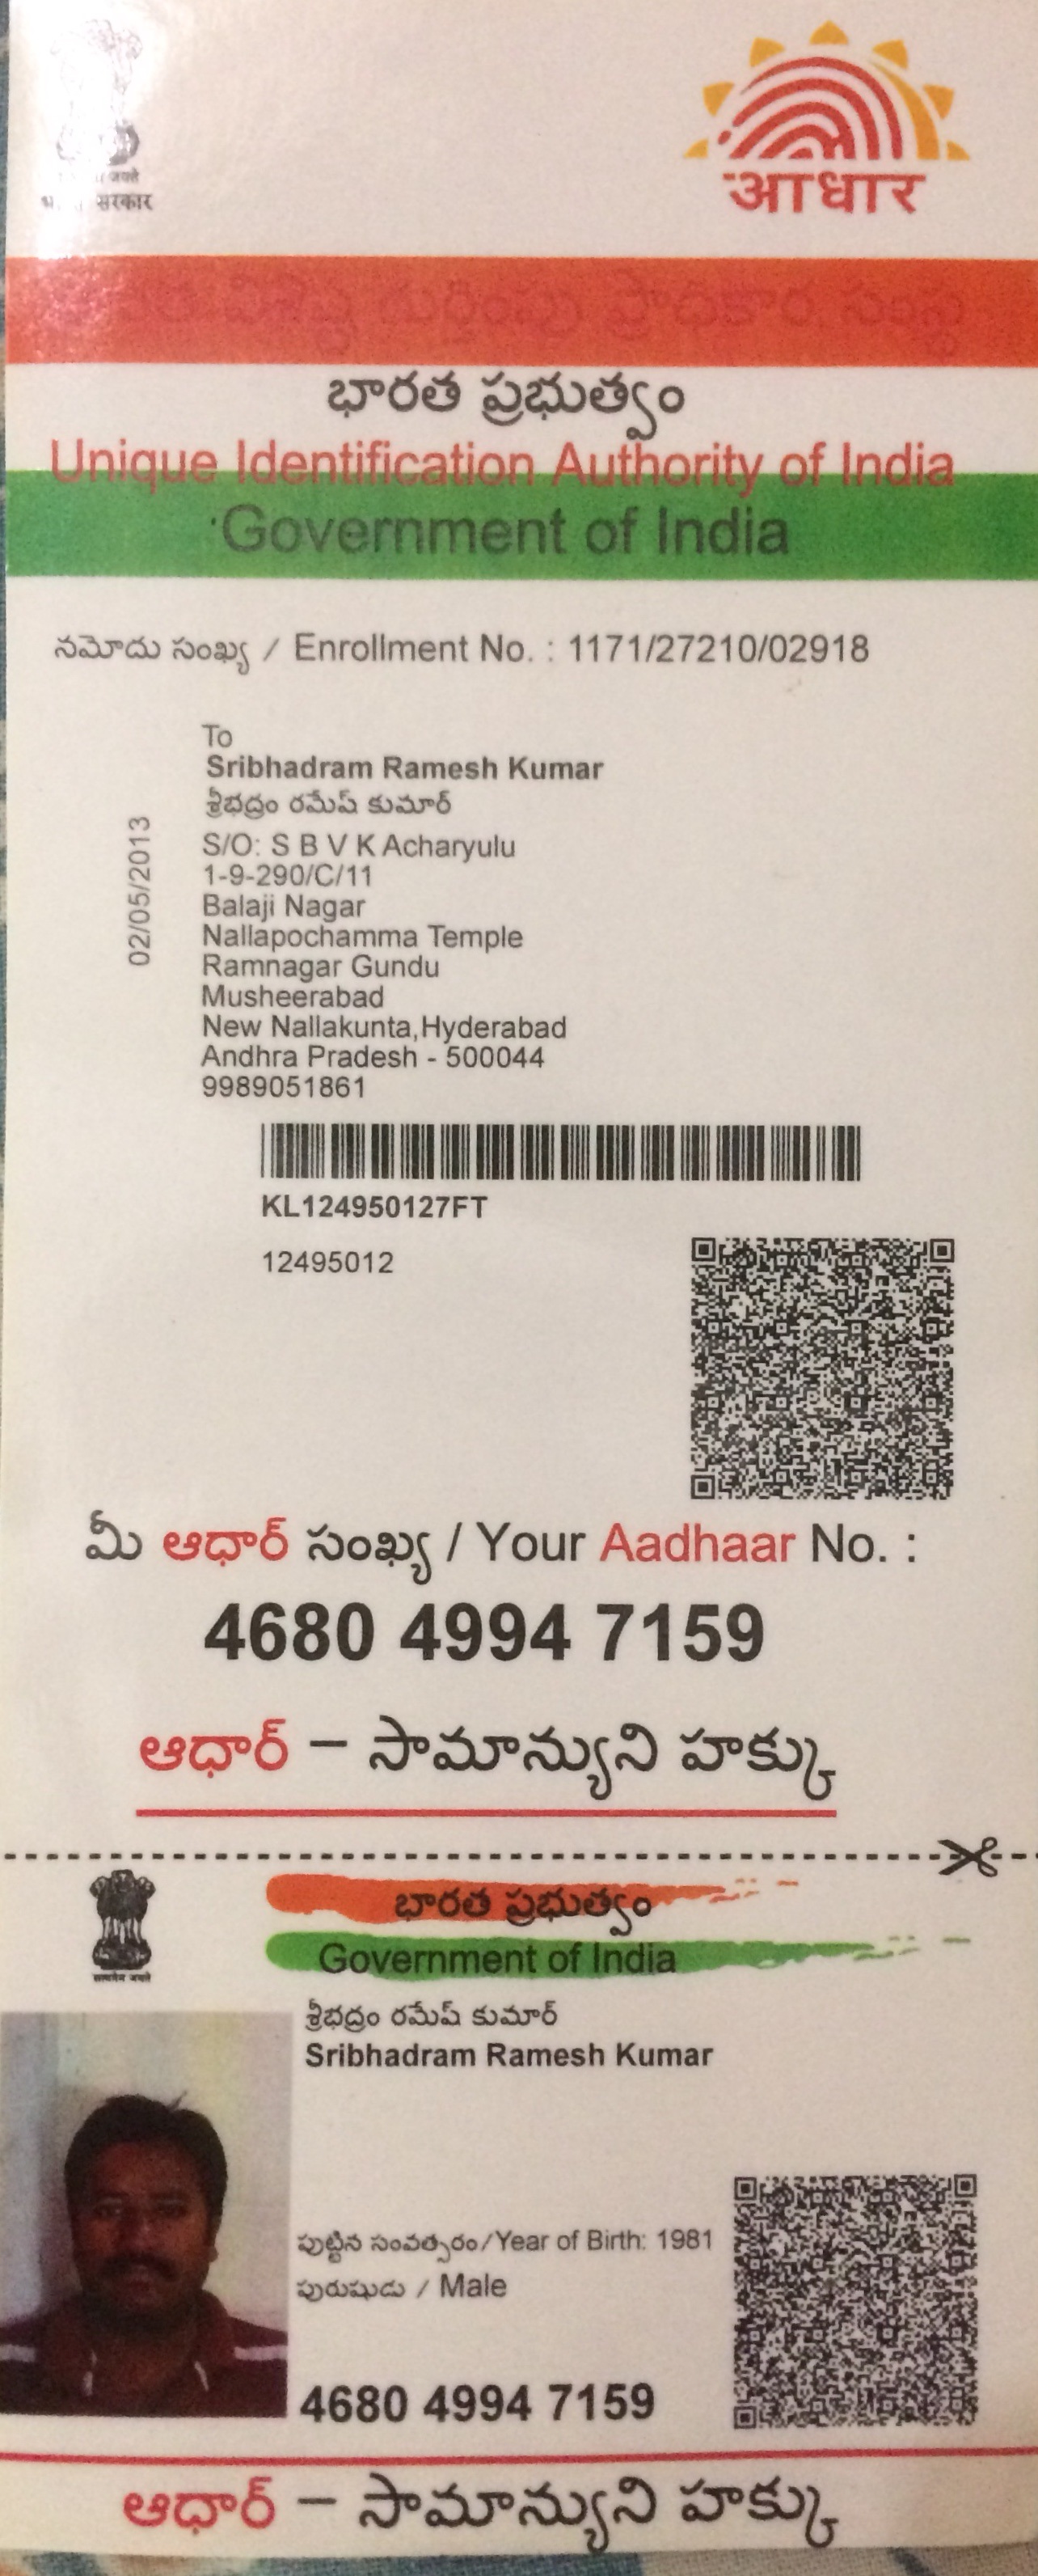 जयते
सरकार
आधार
విశిష్ట గుర్తింపు ప్రాధికార సంస్థ
భారత ప్రభుత్వం
Unique Identification Authority of India
Government of India
నమోదు సంఖ్య / Enrollment No. : 1171/27210/02918
02/05/2013
To
Sribhadram Ramesh Kumar
శ్రీభద్రం రమేష్ కుమార్
S/O: S B V K Acharyulu
1-9-290/C/11
Balaji Nagar
Nallapochamma Temple
Ramnagar Gundu
Musheerabad
New Nallakunta,Hyderabad
Andhra Pradesh - 500044
9989051861
KL124950127FT
12495012
మీ ఆధార్ సంఖ్య / Your Aadhaar No. :
4680 4994 7159
ఆధార్ – సామాన్యుని హక్కు
భారత ప్రభుత్వం
Government of India
सत्यमेव जयते
శ్రీభద్రం రమేష్ కుమార్
Sribhadram Ramesh Kumar
పుట్టిన సంవత్సరం/Year of Birth: 1981
పురుషుడు / Male
4680 4994 7159
ఆధార్ – సామాన్యుని హక్కు